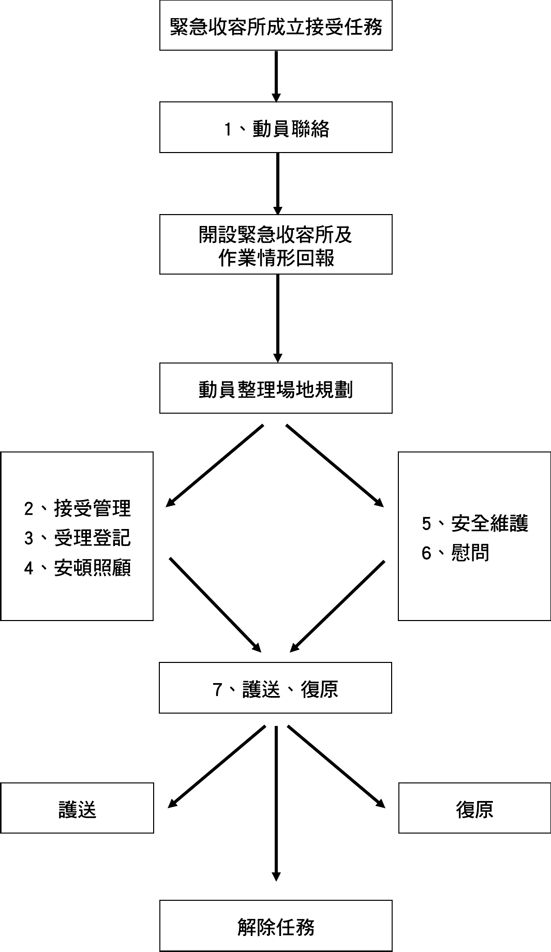 緊急收容所成立接受任務
1、動員聯絡
開設緊急收容所及
作業情形回報
動員整理場地規劃
2、接受管理
3、受理登記
4、安頓照顧
5、安全維護
6、慰問
7、護送、復原
護送
復原
解除任務